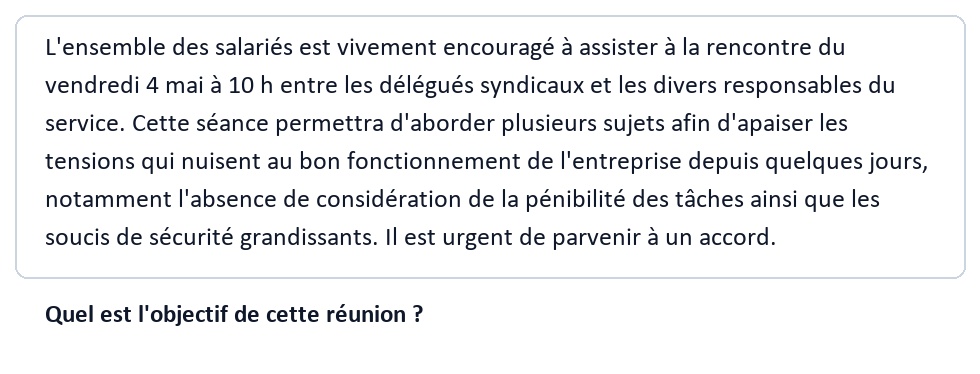 L'ensemble des salariés est vivement encouragé à assister à la rencontre du
vendredi 4 mai à 10 h entre les délégués syndicaux et les divers responsables du
service. Cette séance permettra d'aborder plusieurs sujets afin d'apaiser les
tensions qui nuisent au bon fonctionnement de l'entreprise depuis quelques jours,
notamment l'absence de considération de la pénibilité des tâches ainsi que les
soucis de sécurité grandissants. Il est urgent de parvenir à un accord.
Quel est l'objectif de cette réunion ?